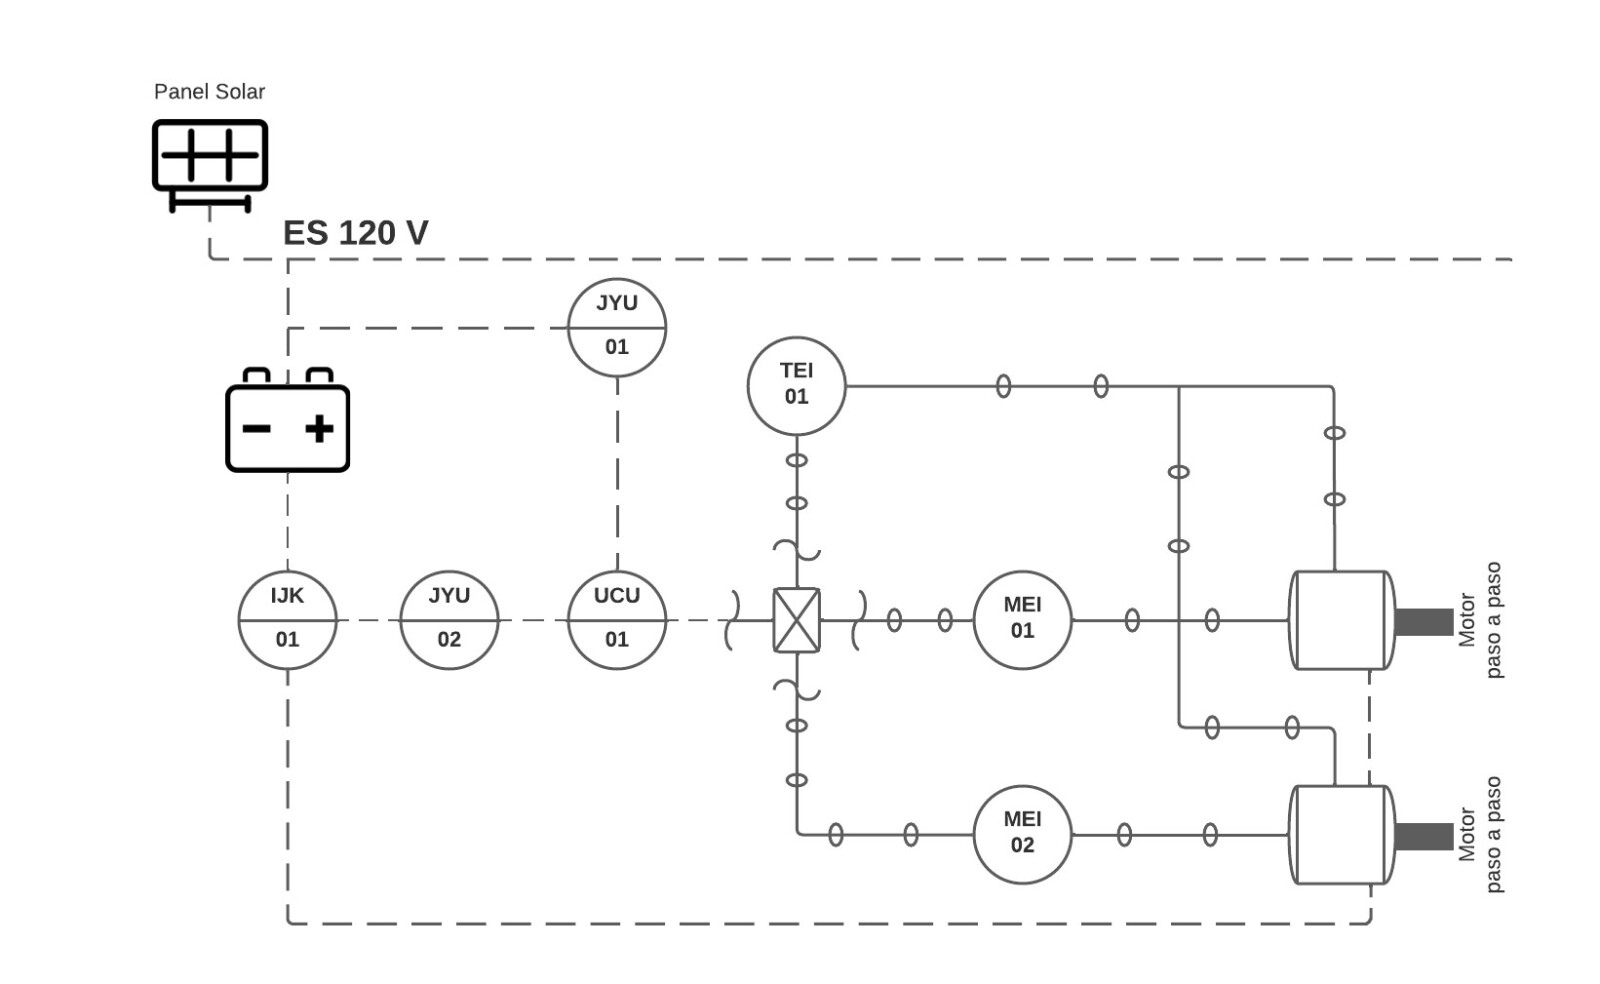 Panel Solar
ES 120 V
JYU
01
TEI
01
IJK
01
JYU
02
UCU
01
MEI
01
Motor
paso a paso
MEI
02
Motor
paso a paso